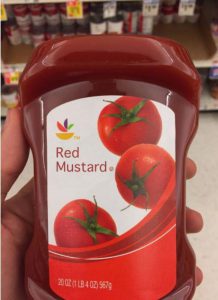 Red
Mustard®
20 OZ (1 LB 4 OZ) 567g